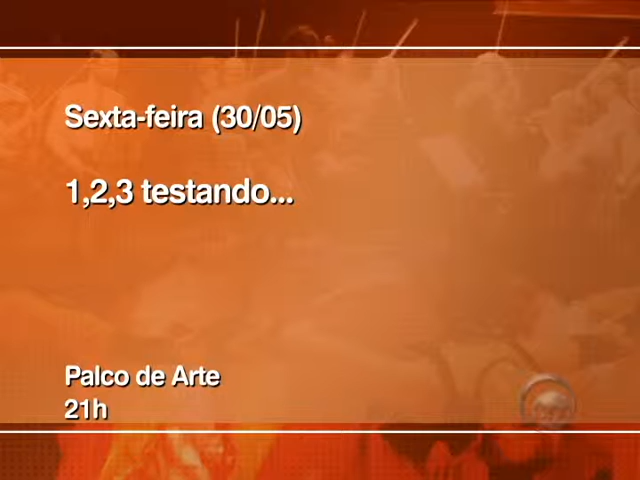 Sexta-feira (30/05)
1,2,3 testando...
Palco de Arte
21h